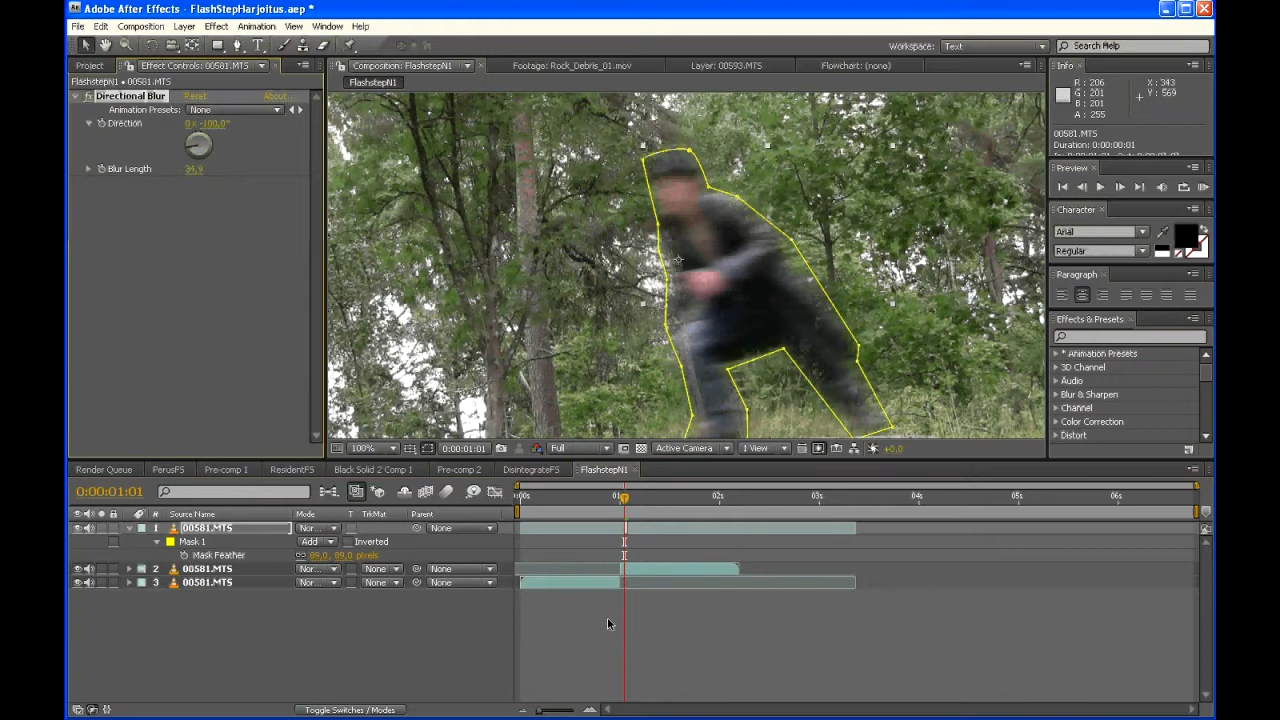 Adobe After Effects - FlashStepHarjoitus.aep *
File Edit Composition Layer Effect Animation View Window Help
Workspace: Text Search Help
Project Effect Controls: 00581.MTS Composition: FlashstepN1 Footage: Rock_Debris_01.mov Layer: 00593.MTS Flowchart: (none) Info
FlashstepN1 • 00581.MTS
FlashstepN1
R : 206 X : 343
G : 201 Y : 569
B : 201
A : 255
Directional Blur Reset About...
Animation Presets: None
Direction 0 x -100,0°
Blur Length 34,9
00581.MTS
Duration: 0:00:00:01
Preview
Character
Arial
Regular
Paragraph
Effects & Presets
* Animation Presets
3D Channel
Audio
Blur & Sharpen
Channel
Color Correction
Distort
100% 0:00:01:01 Full Active Camera 1 View +0,0
Render Queue PerusFS Pre-comp 1 ResidentFS Black Solid 2 Comp 1 Pre-comp 2 DisintegrateFS FlashstepN1
0:00:01:01
02s 03s 04s 05s 06s
# Source Name Mode T TrkMat Parent
1 00581.MTS Nor... None
Mask 1 Add Inverted
Mask Feather 89,0, 89,0 pixels
2 00581.MTS Nor... None None
3 00581.MTS Nor... None None
Toggle Switches / Modes